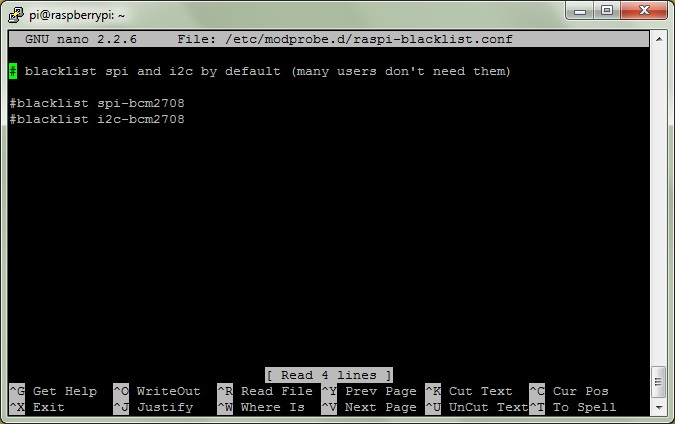 pi@raspberrypi: ~
GNU nano 2.2.6 File: /etc/modprobe.d/raspi-blacklist.conf
# blacklist spi and i2c by default (many users don't need them)
#blacklist spi-bcm2708
#blacklist i2c-bcm2708
[ Read 4 lines ]
^G Get Help ^O WriteOut ^R Read File ^Y Prev Page ^K Cut Text ^C Cur Pos
^X Exit ^J Justify ^W Where Is ^V Next Page ^U UnCut Text ^T To Spell